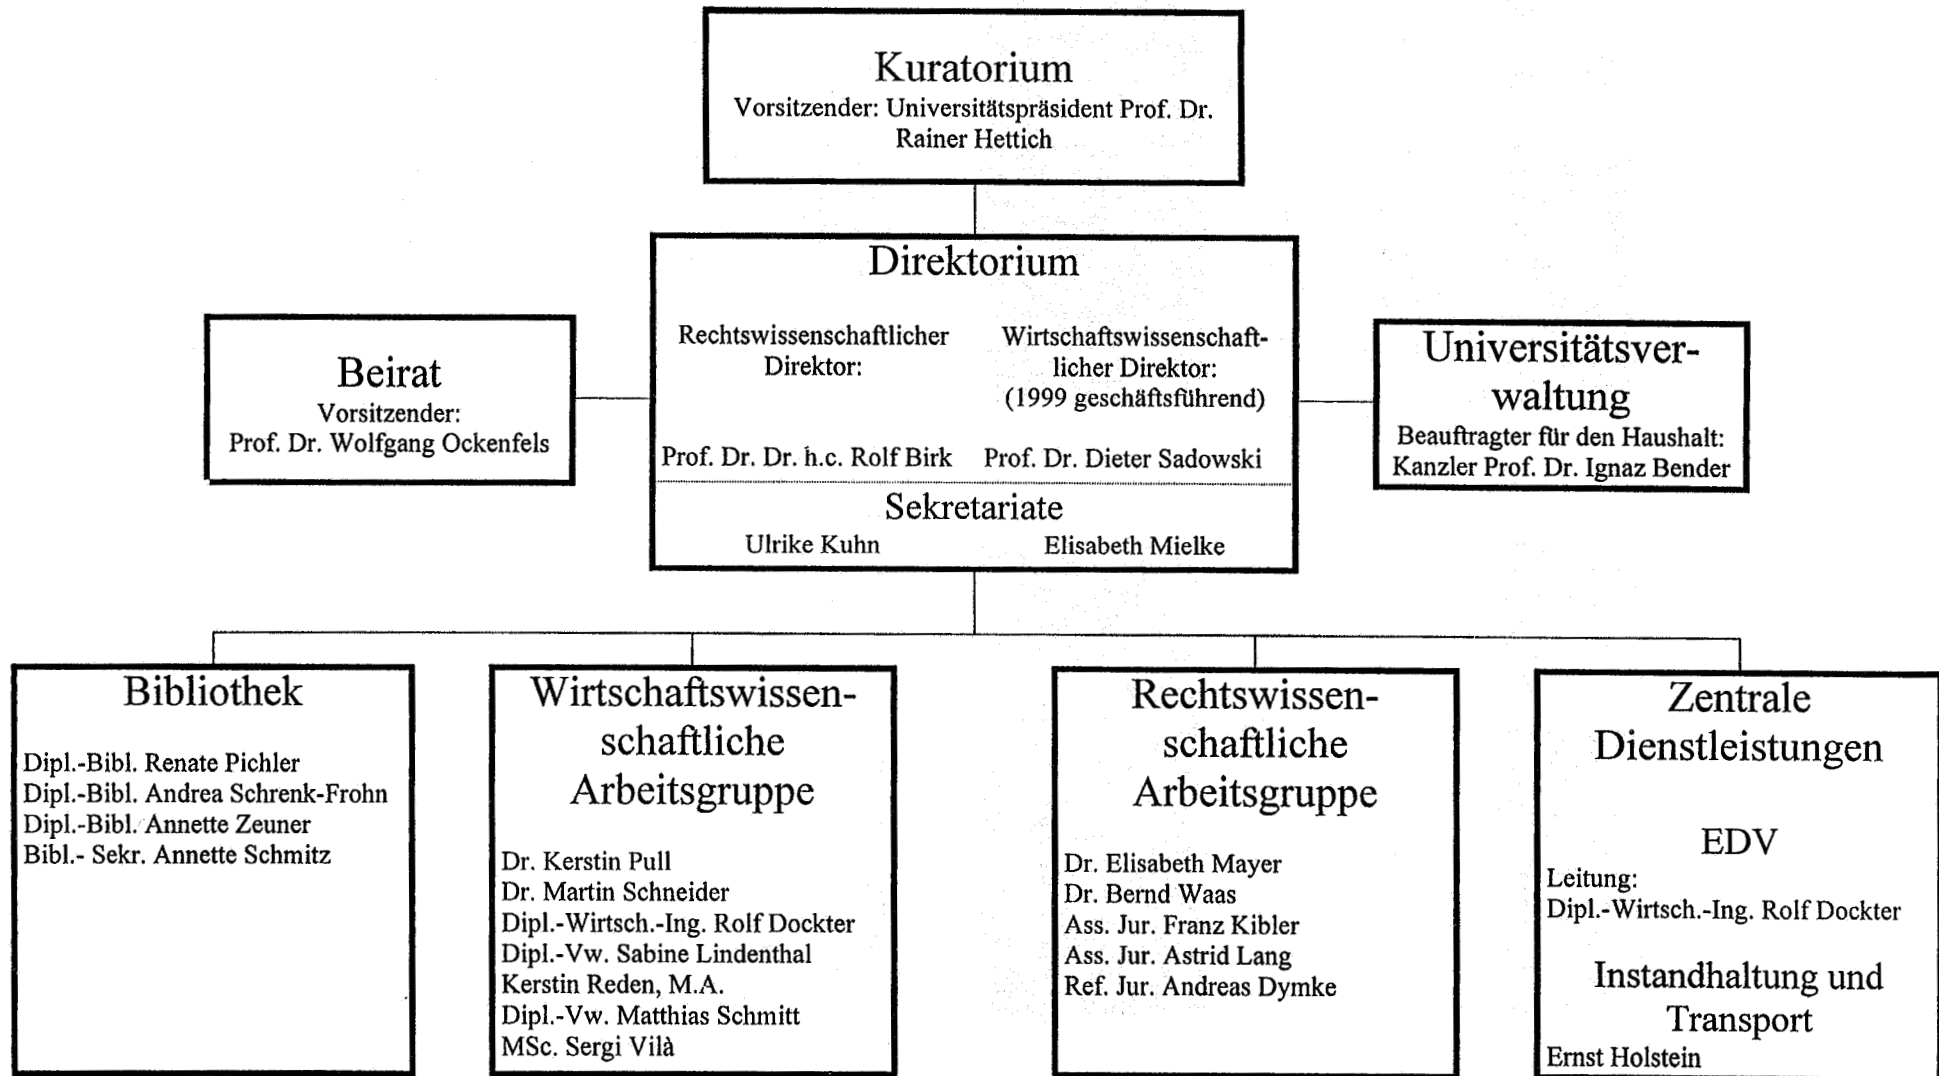 Kuratorium
Vorsitzender: Universitätspräsident Prof. Dr.
Rainer Hettich
Direktorium
Rechtswissenschaftlicher
Direktor:
Wirtschaftswissenschaft-
licher Direktor:
(1999 geschäftsführend)
Prof. Dr. Dr. h.c. Rolf Birk
Prof. Dr. Dieter Sadowski
Sekretariate
Ulrike Kuhn
Elisabeth Mielke
Beirat
Vorsitzender:
Prof. Dr. Wolfgang Ockenfels
Universitätsver-
waltung
Beauftragter für den Haushalt:
Kanzler Prof. Dr. Ignaz Bender
Bibliothek
Dipl.-Bibl. Renate Pichler
Dipl.-Bibl. Andrea Schrenk-Frohn
Dipl.-Bibl. Annette Zeuner
Bibl.- Sekr. Annette Schmitz
Wirtschaftswissen-
schaftliche
Arbeitsgruppe
Dr. Kerstin Pull
Dr. Martin Schneider
Dipl.-Wirtsch.-Ing. Rolf Dockter
Dipl.-Vw. Sabine Lindenthal
Kerstin Reden, M.A.
Dipl.-Vw. Matthias Schmitt
MSc. Sergi Vilà
Rechtswissen-
schaftliche
Arbeitsgruppe
Dr. Elisabeth Mayer
Dr. Bernd Waas
Ass. Jur. Franz Kibler
Ass. Jur. Astrid Lang
Ref. Jur. Andreas Dymke
Zentrale
Dienstleistungen
EDV
Leitung:
Dipl.-Wirtsch.-Ing. Rolf Dockter
Instandhaltung und
Transport
Ernst Holstein